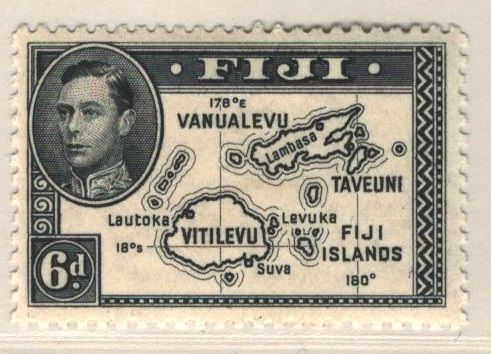 · FIJI ·
178°E
VANUALEVU
Lambasa
TAVEUNI
Lautoka
Levuka
18°S
VITILEVU
FIJI
ISLANDS
6d.
Suva
180°